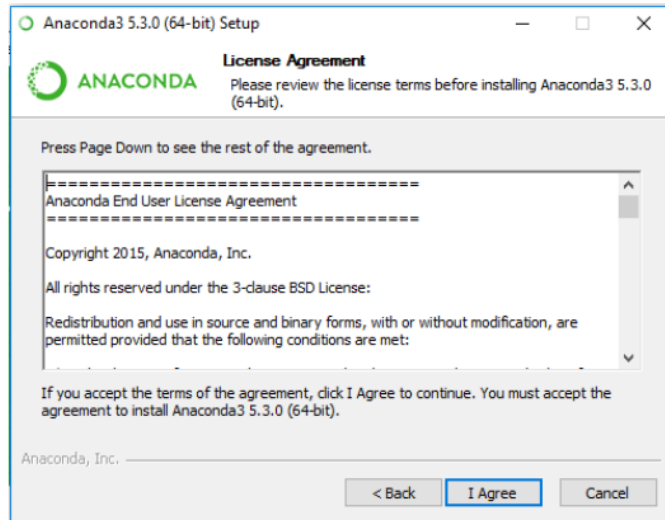 Anaconda3 5.3.0 (64-bit) Setup
ANACONDA
License Agreement
Please review the license terms before installing Anaconda3 5.3.0
(64-bit).
Press Page Down to see the rest of the agreement.
===================================
Anaconda End User License Agreement
===================================
Copyright 2015, Anaconda, Inc.
All rights reserved under the 3-clause BSD License:
Redistribution and use in source and binary forms, with or without modification, are
permitted provided that the following conditions are met:
If you accept the terms of the agreement, click I Agree to continue. You must accept the
agreement to install Anaconda3 5.3.0 (64-bit).
Anaconda, Inc.
< Back
I Agree
Cancel